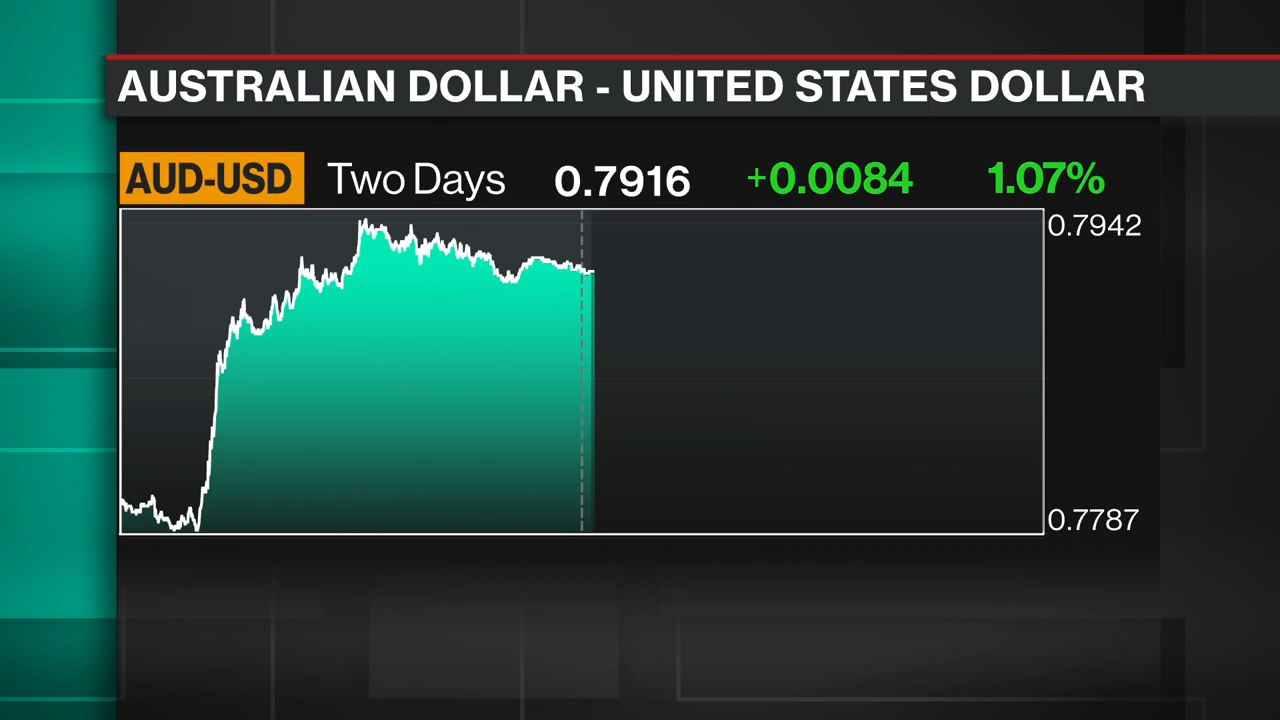 AUSTRALIAN DOLLAR - UNITED STATES DOLLAR
AUD-USD Two Days 0.7916 +0.0084 1.07%
0.7942
0.7787